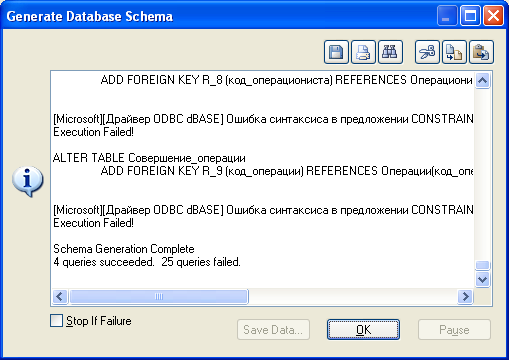 Generate Database Schema
ADD FOREIGN KEY R_8 (код_операциониста) REFERENCES Операциони
[Microsoft][Драйвер ODBC dBASE] Ошибка синтаксиса в предложении CONSTRAIN
Execution Failed!
ALTER TABLE Совершение_операции
ADD FOREIGN KEY R_9 (код_операции) REFERENCES Операции(код_опе
[Microsoft][Драйвер ODBC dBASE] Ошибка синтаксиса в предложении CONSTRAIN
Execution Failed!
Schema Generation Complete
4 queries succeeded. 25 queries failed.
Stop If Failure
Save Data...
OK
Pause